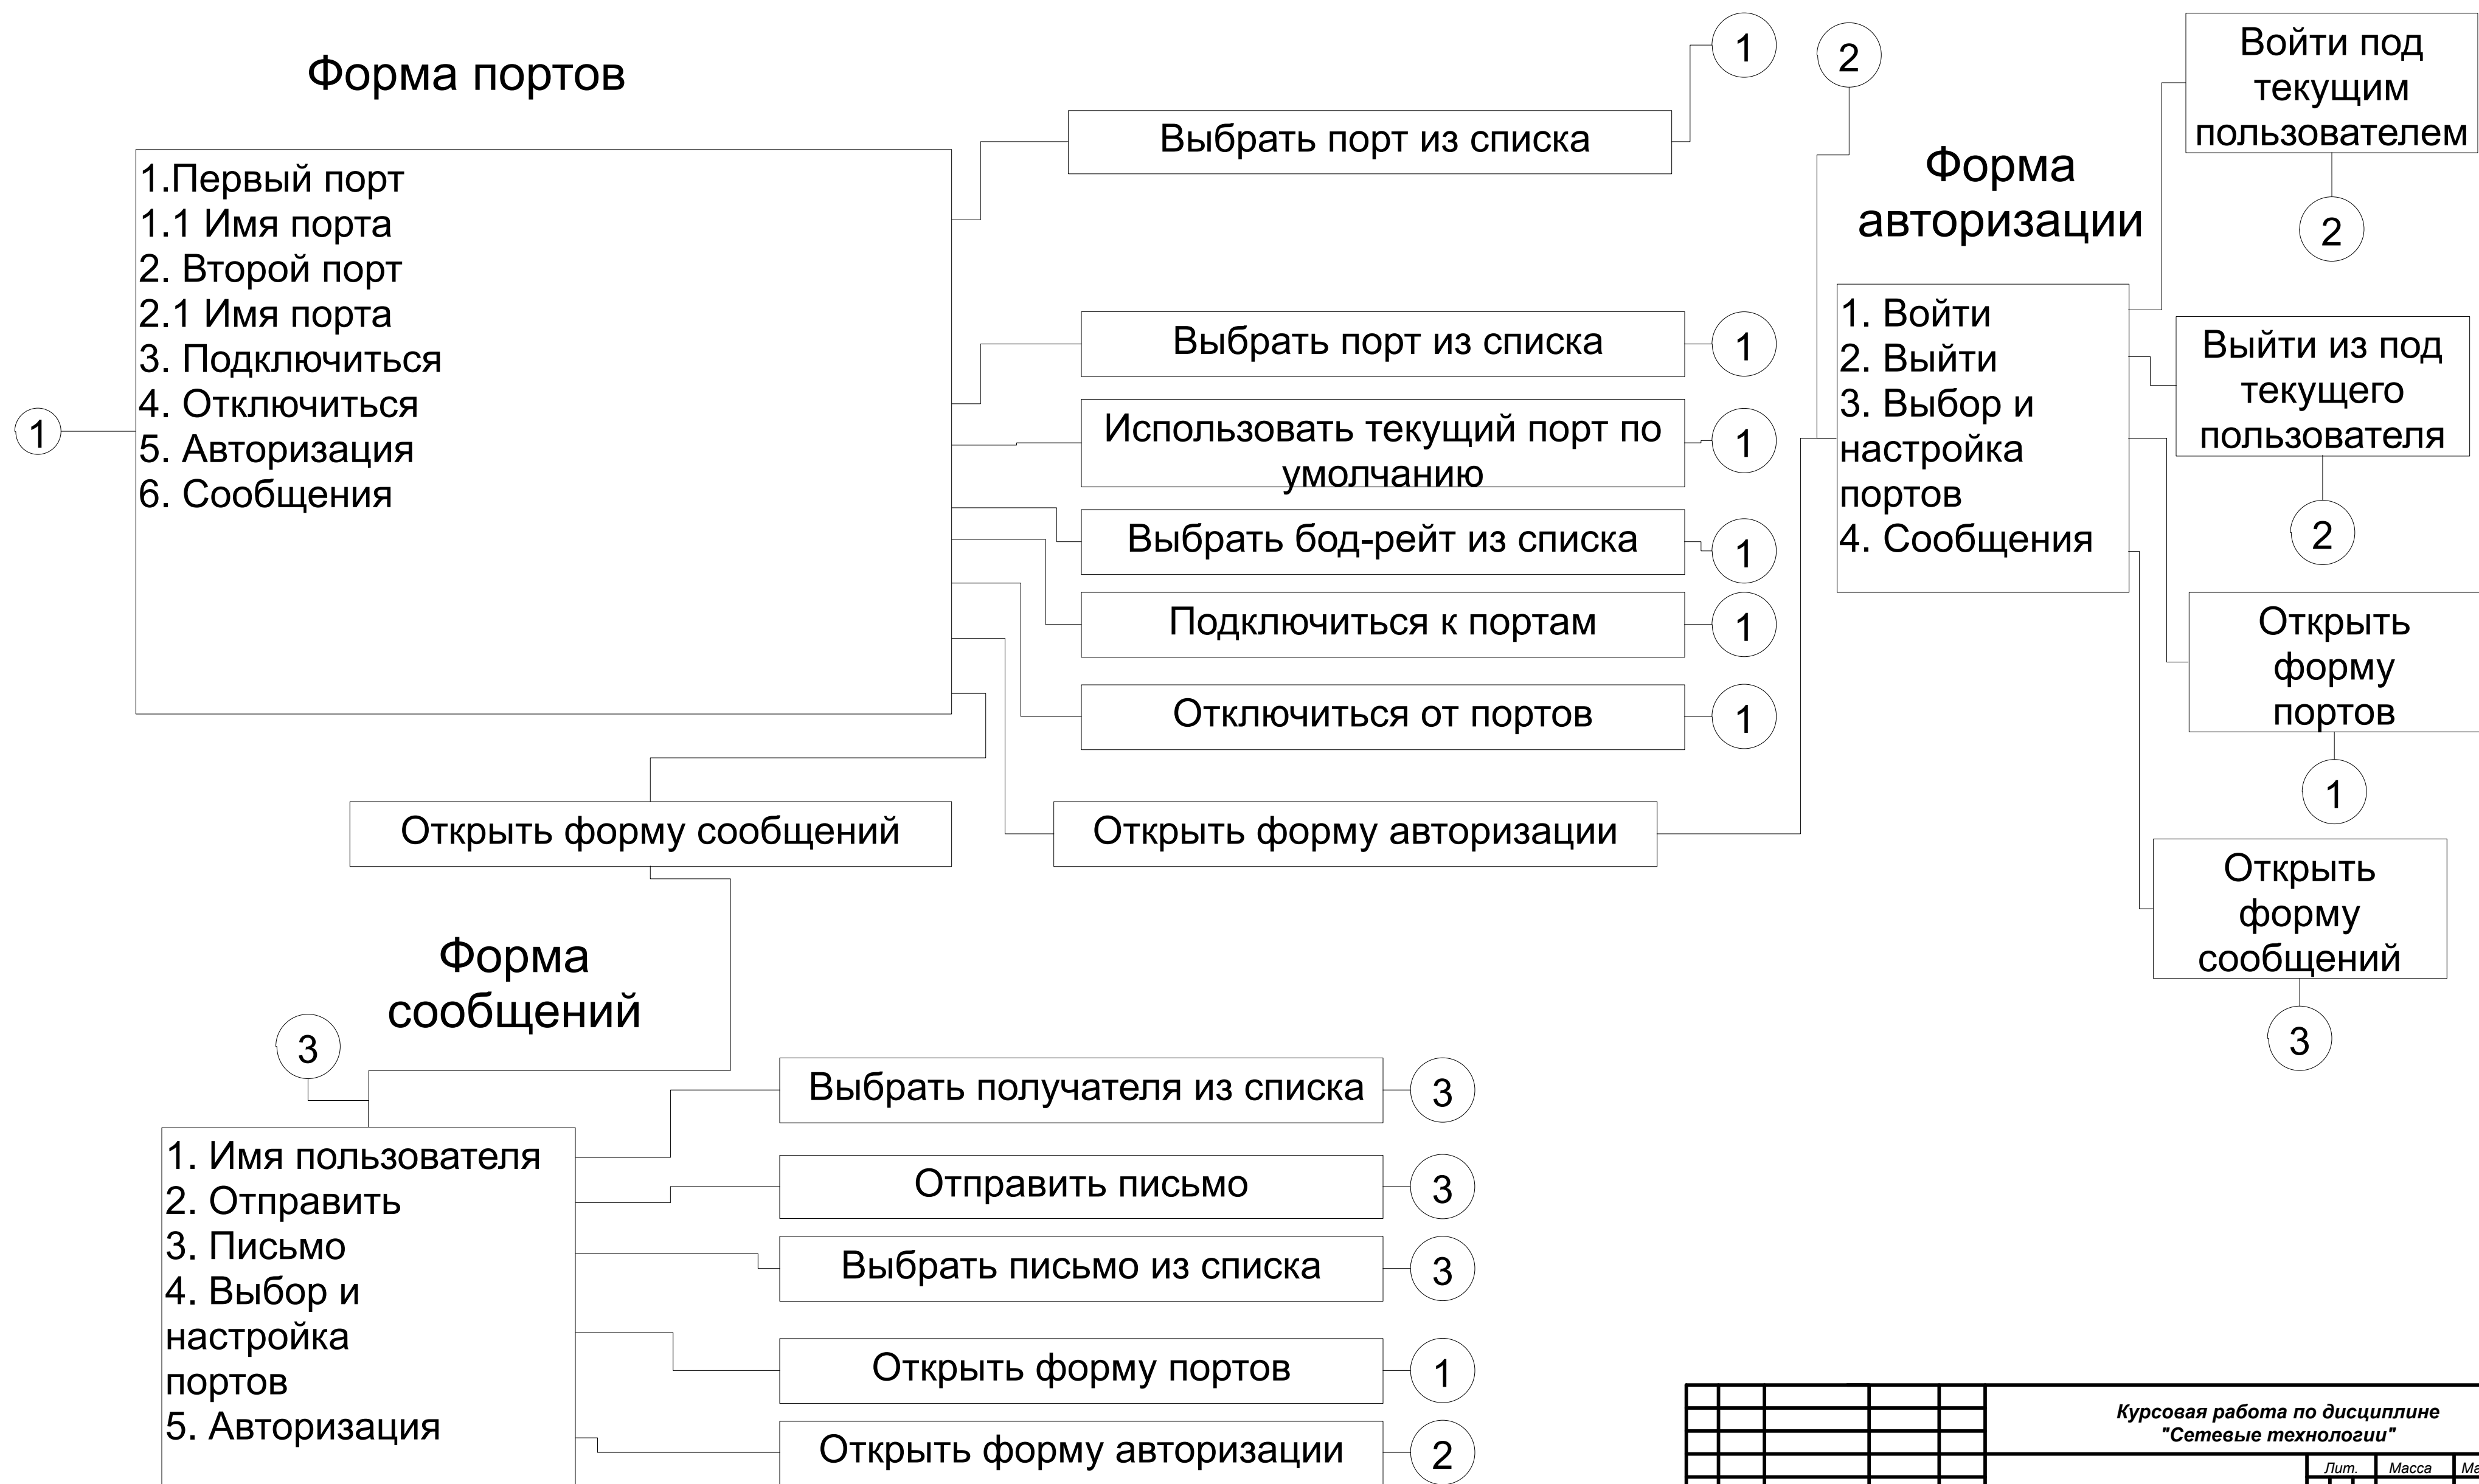 Форма портов
1.Первый порт
1.1 Имя порта
2. Второй порт
2.1 Имя порта
3. Подключиться
4. Отключиться
5. Авторизация
6. Сообщения
1
Выбрать порт из списка
1
Выбрать порт из списка
1
Использовать текущий порт по
умолчанию
1
Выбрать бод-рейт из списка
1
Подключиться к портам
1
Отключиться от портов
1
Открыть форму сообщений
Открыть форму авторизации
2
Форма
авторизации
1. Войти
2. Выйти
3. Выбор и
настройка
портов
4. Сообщения
Войти под
текущим
пользователем
2
Выйти из под
текущего
пользователя
2
Открыть
форму
портов
1
Открыть
форму
сообщений
3
Форма
сообщений
3
1. Имя пользователя
2. Отправить
3. Письмо
4. Выбор и
настройка
портов
5. Авторизация
Выбрать получателя из списка
3
Отправить письмо
3
Выбрать письмо из списка
3
Открыть форму портов
1
Открыть форму авторизации
2
Курсовая работа по дисциплине
"Сетевые технологии"
Лит.
Масса